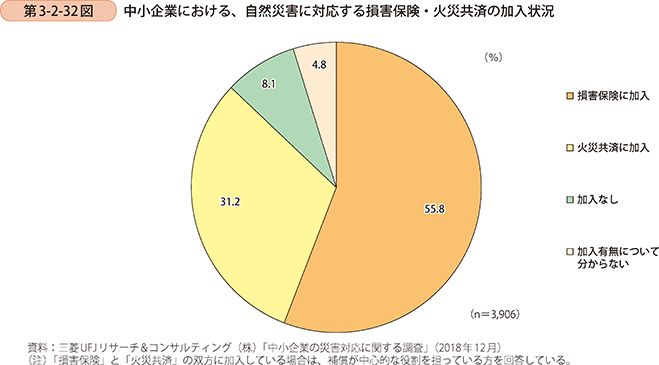 第3-2-32図 中小企業における、自然災害に対応する損害保険・火災共済の加入状況
(%)
4.8
8.1
31.2
55.8
損害保険に加入
火災共済に加入
加入なし
加入有無について
分からない
(n=3,906)
資料：三菱UFJリサーチ＆コンサルティング（株）「中小企業の災害対応に関する調査」（2018年12月）
（注）「損害保険」と「火災共済」の双方に加入している場合は、補償が中心的な役割を担っている方を回答している。